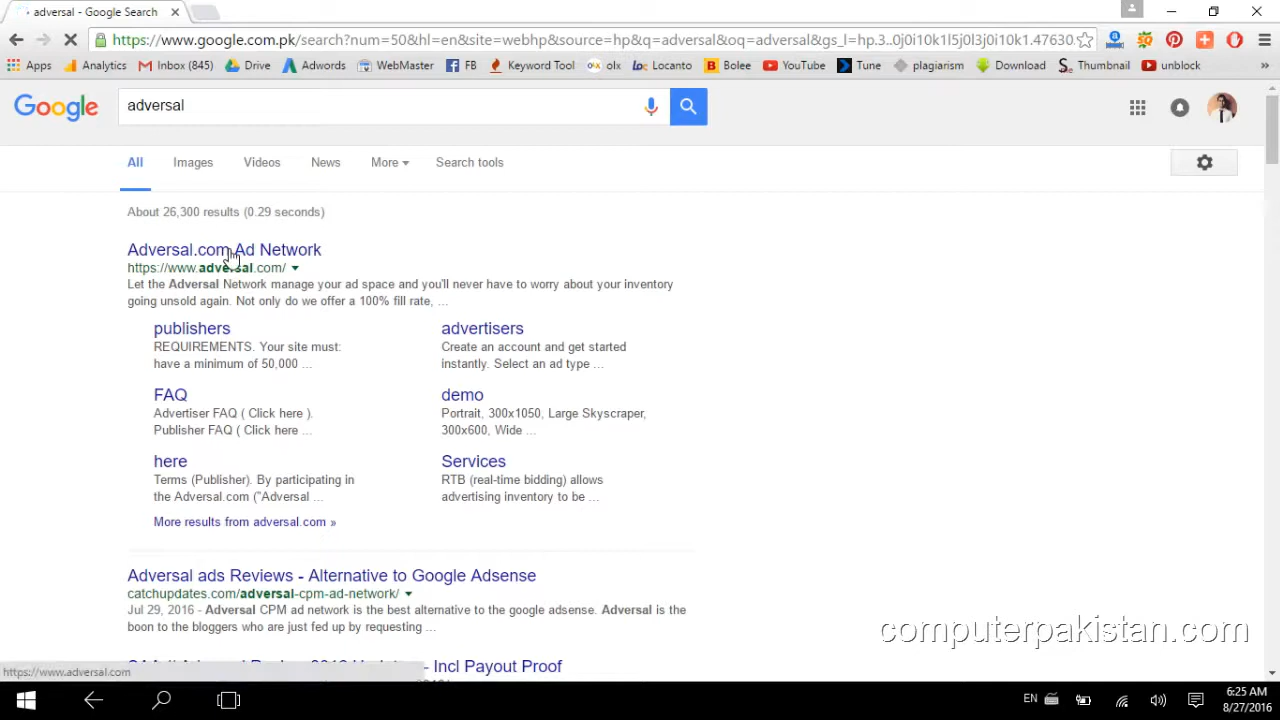 adversal - Google Search
https://www.google.com.pk/search?num=50&hl=en&site=webhp&source=hp&q=adversal&oq=adversal&gs_l=hp.3..0j0i10k1l5j0l3j0i10k1.47630.
Apps Analytics Inbox (845) Drive Adwords WebMaster FB Keyword Tool olx Locanto Bolee YouTube Tune plagiarism Download Thumbnail unblock »
Google adversal
All Images Videos News More Search tools
About 26,300 results (0.29 seconds)
Adversal.com Ad Network
https://www.adversal.com/
Let the Adversal Network manage your ad space and you'll never have to worry about your inventory
going unsold again. Not only do we offer a 100% fill rate, ...
publishers
REQUIREMENTS. Your site must:
have a minimum of 50,000 ...
advertisers
Create an account and get started
instantly. Select an ad type ...
FAQ
Advertiser FAQ ( Click here ).
Publisher FAQ ( Click here ...
demo
Portrait, 300x1050, Large Skyscraper,
300x600, Wide ...
here
Terms (Publisher). By participating in
the Adversal.com ("Adversal ...
Services
RTB (real-time bidding) allows
advertising inventory to be ...
More results from adversal.com »
Adversal ads Reviews - Alternative to Google Adsense
catchupdates.com/adversal-cpm-ad-network/
Jul 29, 2016 - Adversal CPM ad network is the best alternative to the google adsense. Adversal is the
boon to the bloggers who are just fed up by requesting ...
- Incl Payout Proof
computerpakistan.com
https://www.adversal.com
EN
6:25 AM
8/27/2016